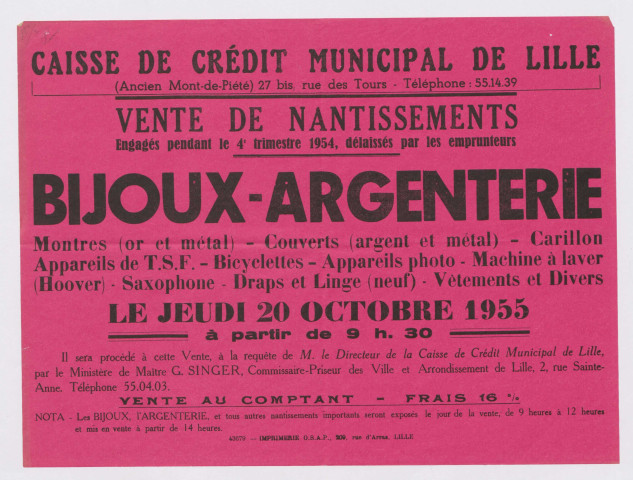 CAISSE DE CRÉDIT MUNICIPAL DE LILLE
(Ancien Mont-de-Piété) 27 bis. rue des Tours - Téléphone : 55.14.39
VENTE DE NANTISSEMENTS
Engagés pendant le 4e trimestre 1954, délaissés par les emprunteurs
BIJOUX-ARGENTERIE
Montres (or et métal) - Couverts (argent et métal) - Carillon
Appareils de T.S.F. - Bicyclettes - Appareils photo - Machine à laver
(Hoover) - Saxophone - Draps et Linge (neuf) - Vêtements et Divers
LE JEUDI 20 OCTOBRE 1955
à partir de 9 h. 30
Il sera procédé à cette Vente, à la requête de M. le Directeur de la Caisse de Crédit Municipal de Lille,
par le Ministère de Maître G. SINGER, Commissaire-Priseur des Ville et Arrondissement de Lille, 2, rue Sainte-
Anne. Téléphone 55.04.03.
VENTE AU COMPTANT - FRAIS 16 %
NOTA - Les BIJOUX, l'ARGENTERIE, et tous autres nantissements importants seront exposés le jour de la vente, de 9 heures à 12 heures
et mis en vente à partir de 14 heures.
IMPRIMERIE O.S.A.P., 209, rue d'Arras, LILLE